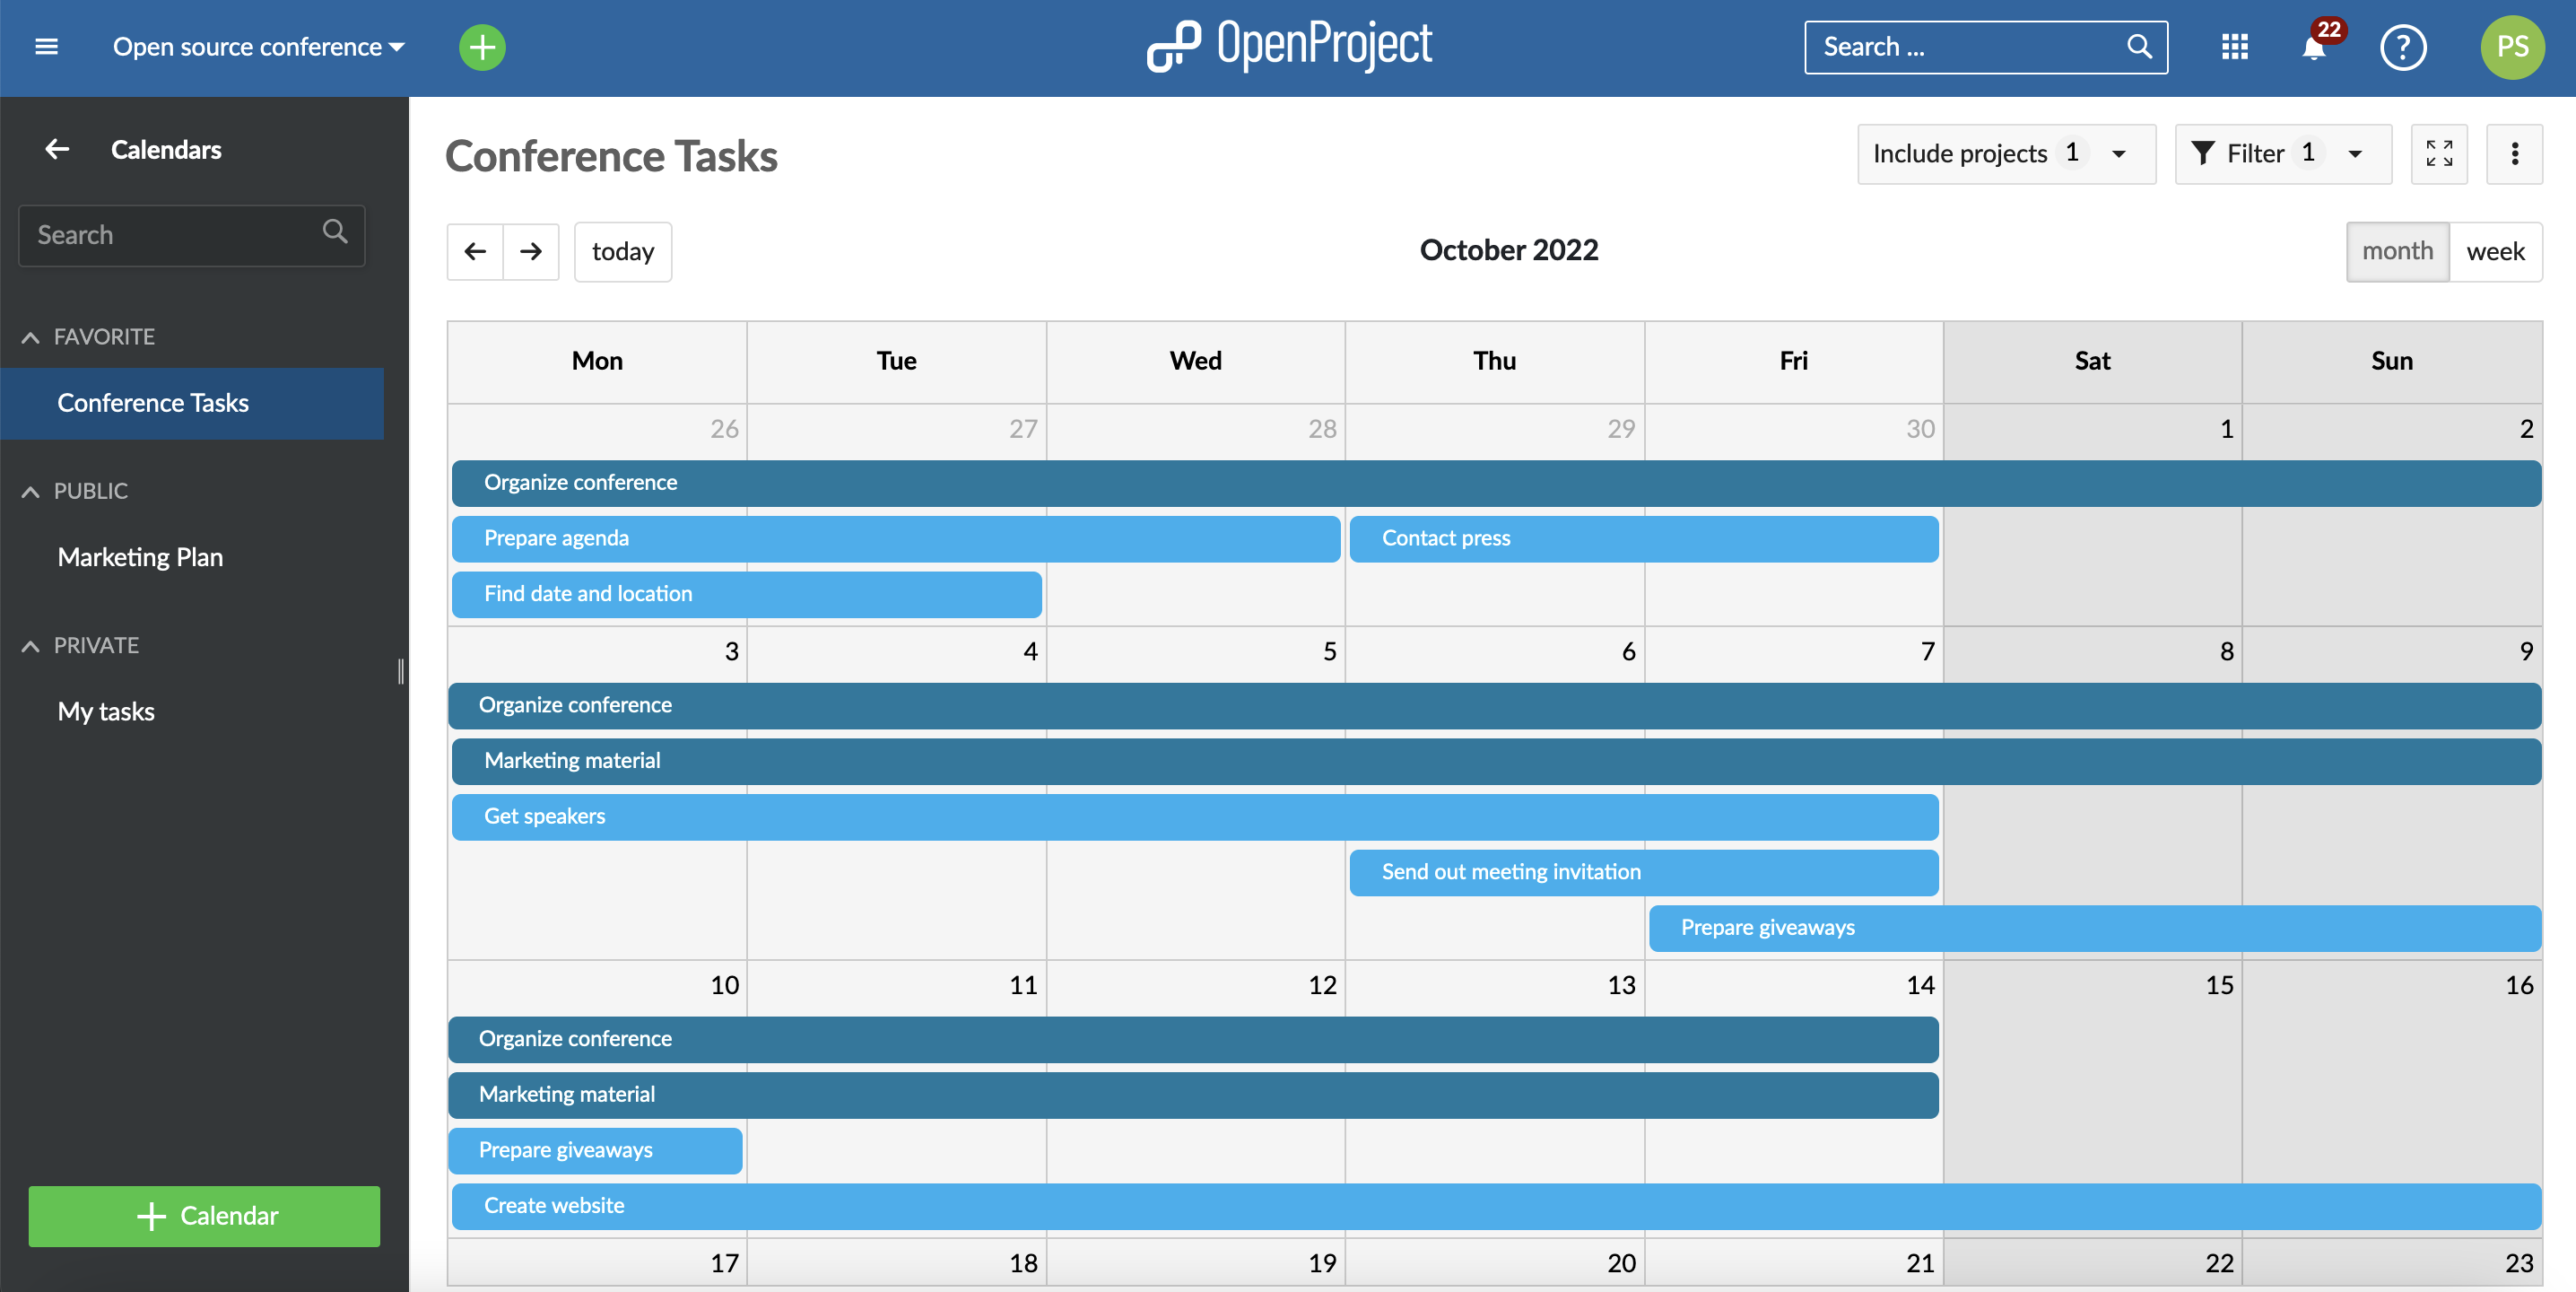 Open source conference
OpenProject
Search ...
22
?
PS
Calendars
Search
FAVORITE
Conference Tasks
PUBLIC
Marketing Plan
PRIVATE
My tasks
Calendar
Conference Tasks
Include projects 1
Filter 1
today
October 2022
month week
Mon Tue Wed Thu Fri Sat Sun
26 27 28 29 30 1 2
Organize conference
Prepare agenda Contact press
Find date and location
3 4 5 6 7 8 9
Organize conference
Marketing material
Get speakers
Send out meeting invitation
Prepare giveaways
10 11 12 13 14 15 16
Organize conference
Marketing material
Prepare giveaways
Create website
17 18 19 20 21 22 23